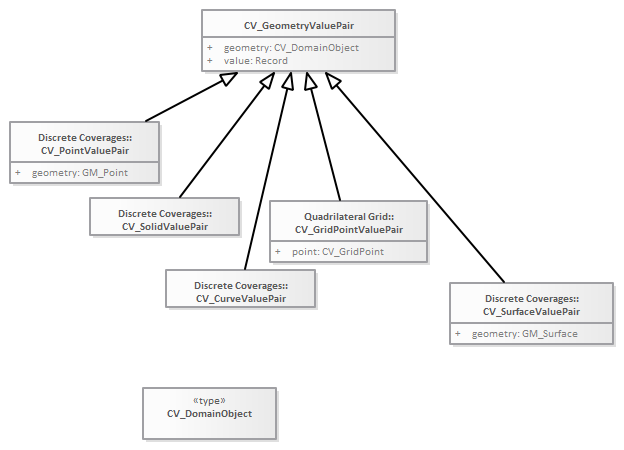 CV_GeometryValuePair
+ geometry: CV_DomainObject
+ value: Record
Discrete Coverages::
CV_PointValuePair
+ geometry: GM_Point
Discrete Coverages::
CV_SolidValuePair
Quadrilateral Grid::
CV_GridPointValuePair
+ point: CV_GridPoint
Discrete Coverages::
CV_CurveValuePair
Discrete Coverages::
CV_SurfaceValuePair
+ geometry: GM_Surface
«type»
CV_DomainObject